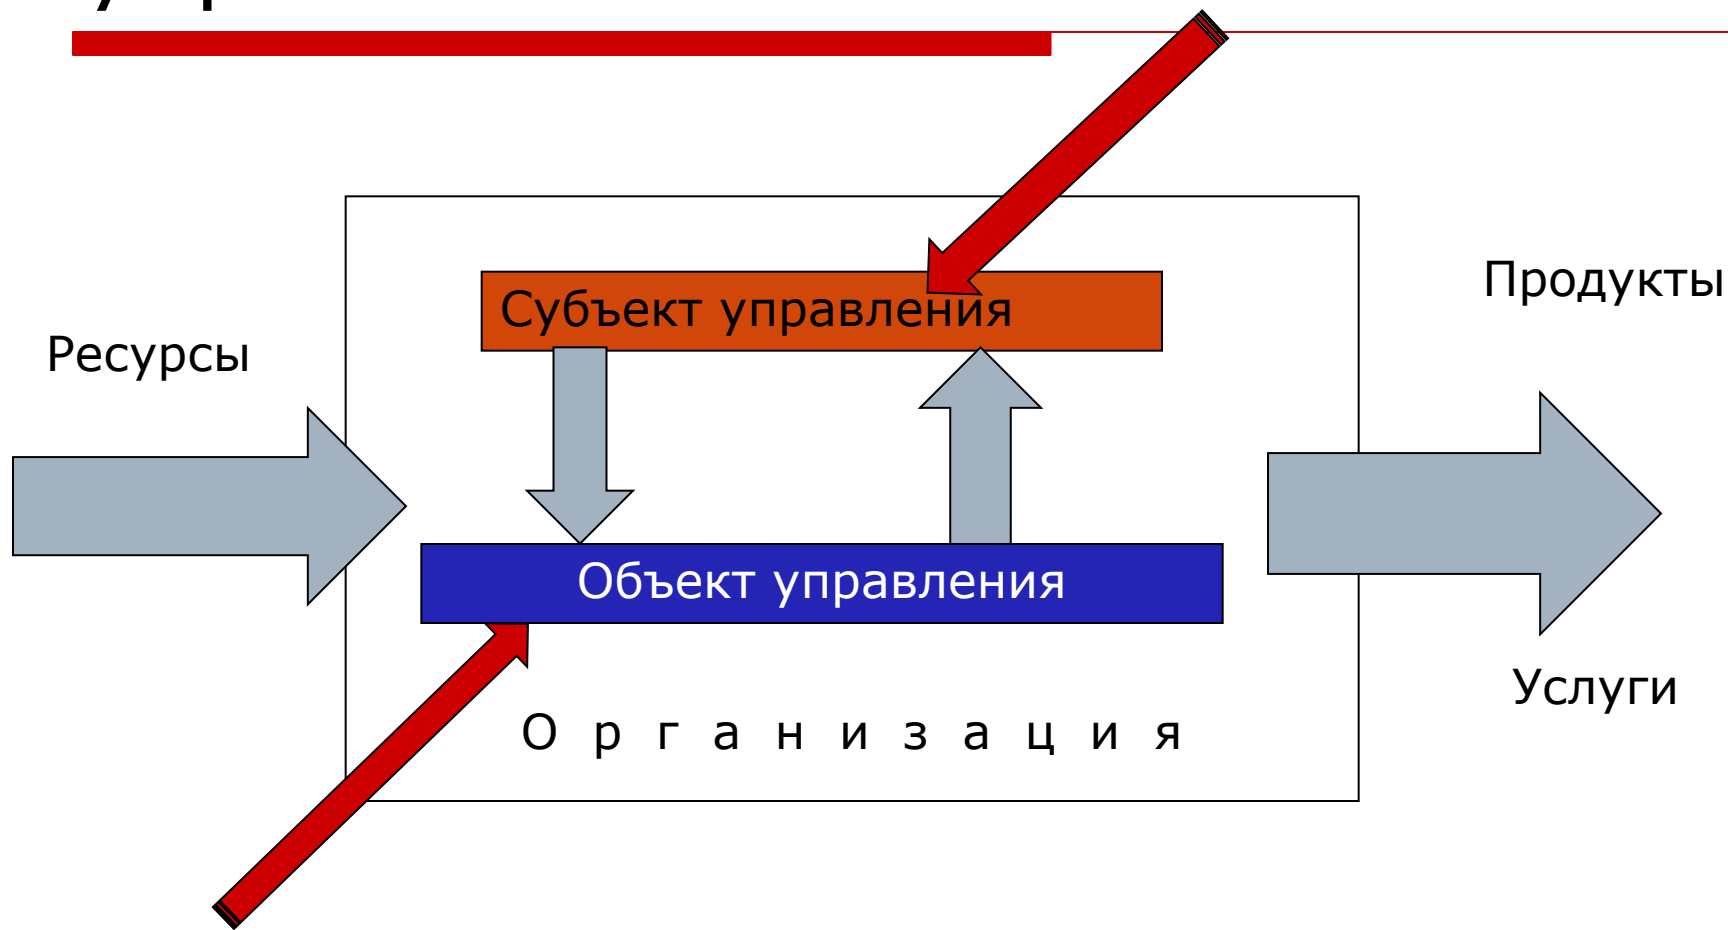 Субъект управления
Продукты
Ресурсы
Объект управления
Услуги
О р г а н и з а ц и я